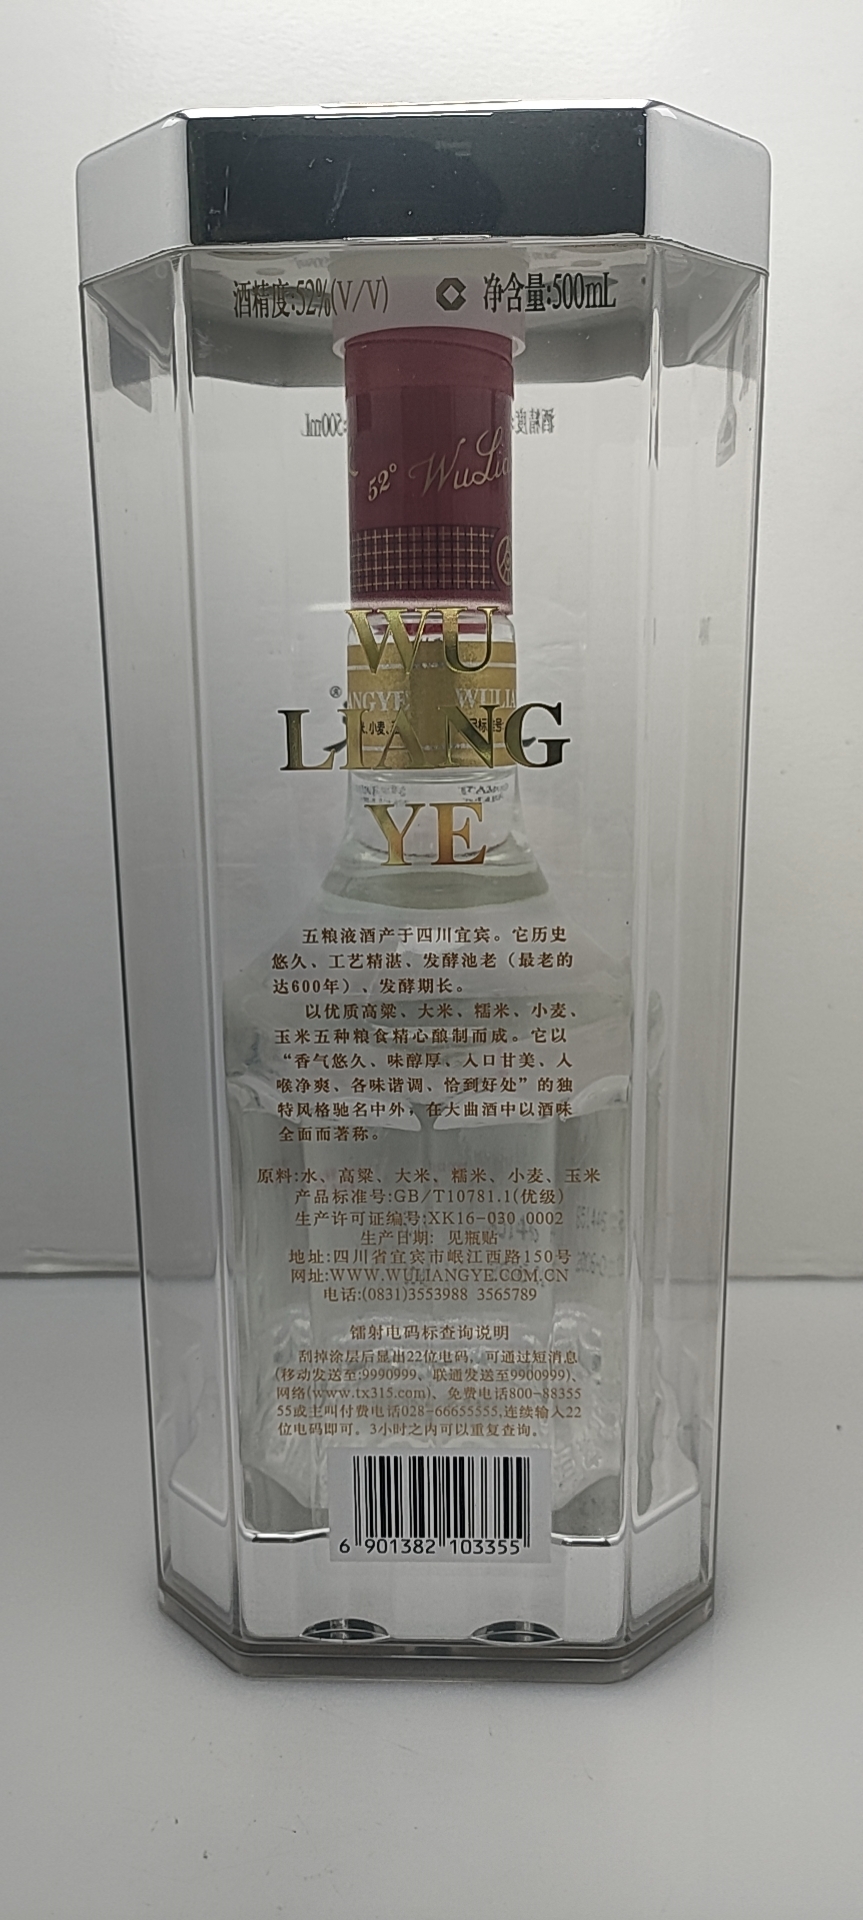 酒精度:52%(V/V) 净含量:500mL
52° WuLia
WU
®
LIANG
YE
五粮液酒产于四川宜宾。它历史
悠久、工艺精湛、发酵池老（最老的
达600年）、发酵期长。
以优质高粱、大米、糯米、小麦、
玉米五种粮食精心酿制而成。它以
“香气悠久、味醇厚、入口甘美、入
喉净爽、各味谐调、恰到好处”的独
特风格驰名中外，在大曲酒中以酒味
全面而著称。
原料:水、高粱、大米、糯米、小麦、玉米
产品标准号:GB/T10781.1(优级)
生产许可证编号:XK16-030 0002
生产日期: 见瓶贴
地址:四川省宜宾市岷江西路150号
网址:WWW.WULIANGYE.COM.CN
电话:(0831)3553988 3565789
镭射电码标查询说明
刮掉涂层后显出22位电码，可通过短消息
(移动发送至:9990999、联通发送至9900999)、
网络(www.tx315.com)、免费电话800-88355
55或主叫付费电话028-66655555,连续输入22
位电码即可。3小时之内可以重复查询。
6 901382 103355